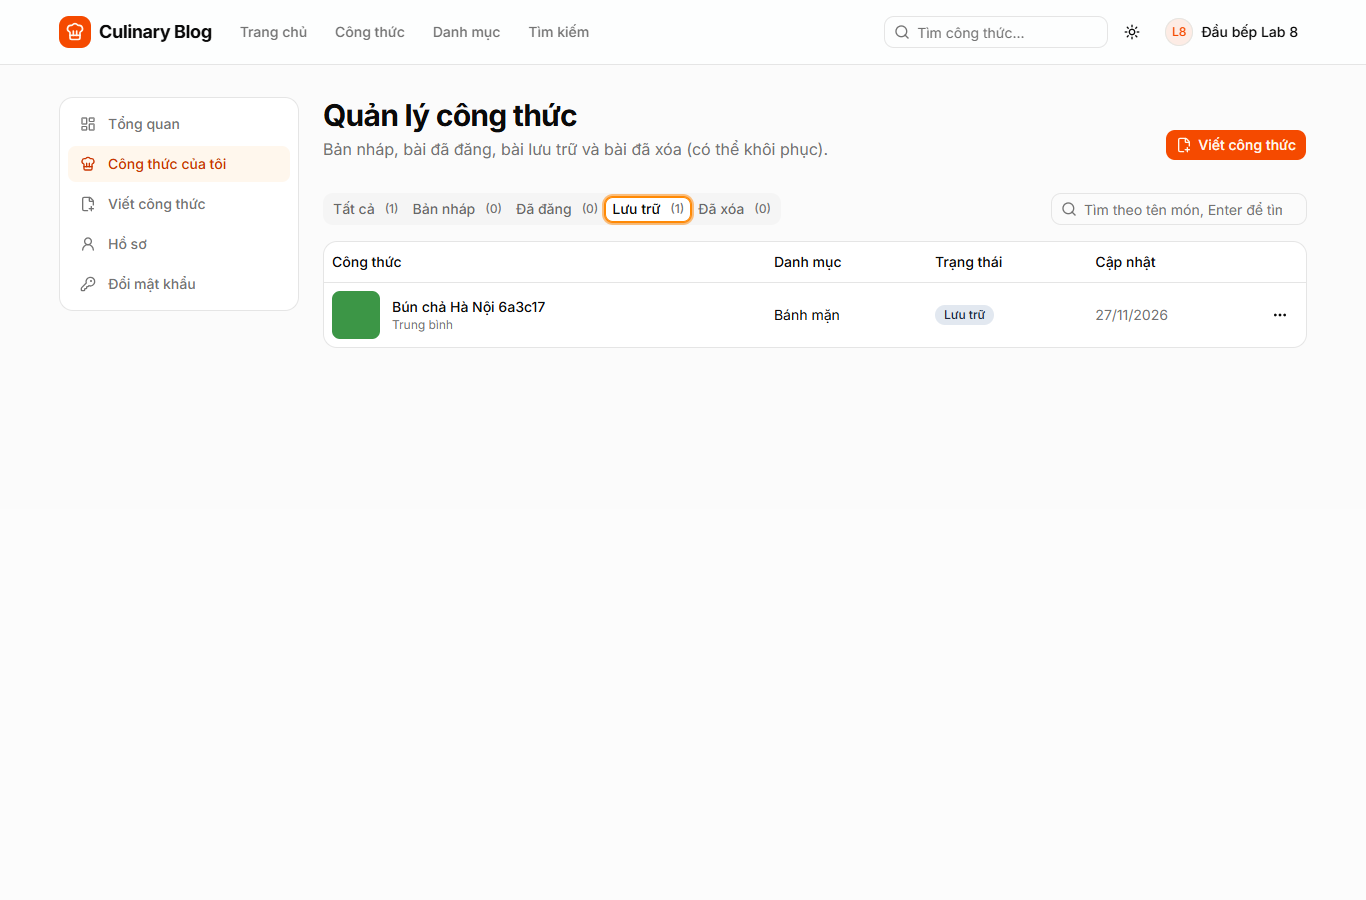 Culinary Blog Trang chủ Công thức Danh mục Tìm kiếm Tìm công thức... L8 Đầu bếp Lab 8
Tổng quan
Công thức của tôi
Viết công thức
Hồ sơ
Đổi mật khẩu
Quản lý công thức
Bản nháp, bài đã đăng, bài lưu trữ và bài đã xóa (có thể khôi phục).
Viết công thức
Tất cả (1) Bản nháp (0) Đã đăng (0) Lưu trữ (1) Đã xóa (0)
Tìm theo tên món, Enter để tìn
Công thức Danh mục Trạng thái Cập nhật
Bún chả Hà Nội 6a3c17 Bánh mặn Lưu trữ 27/11/2026
Trung bình